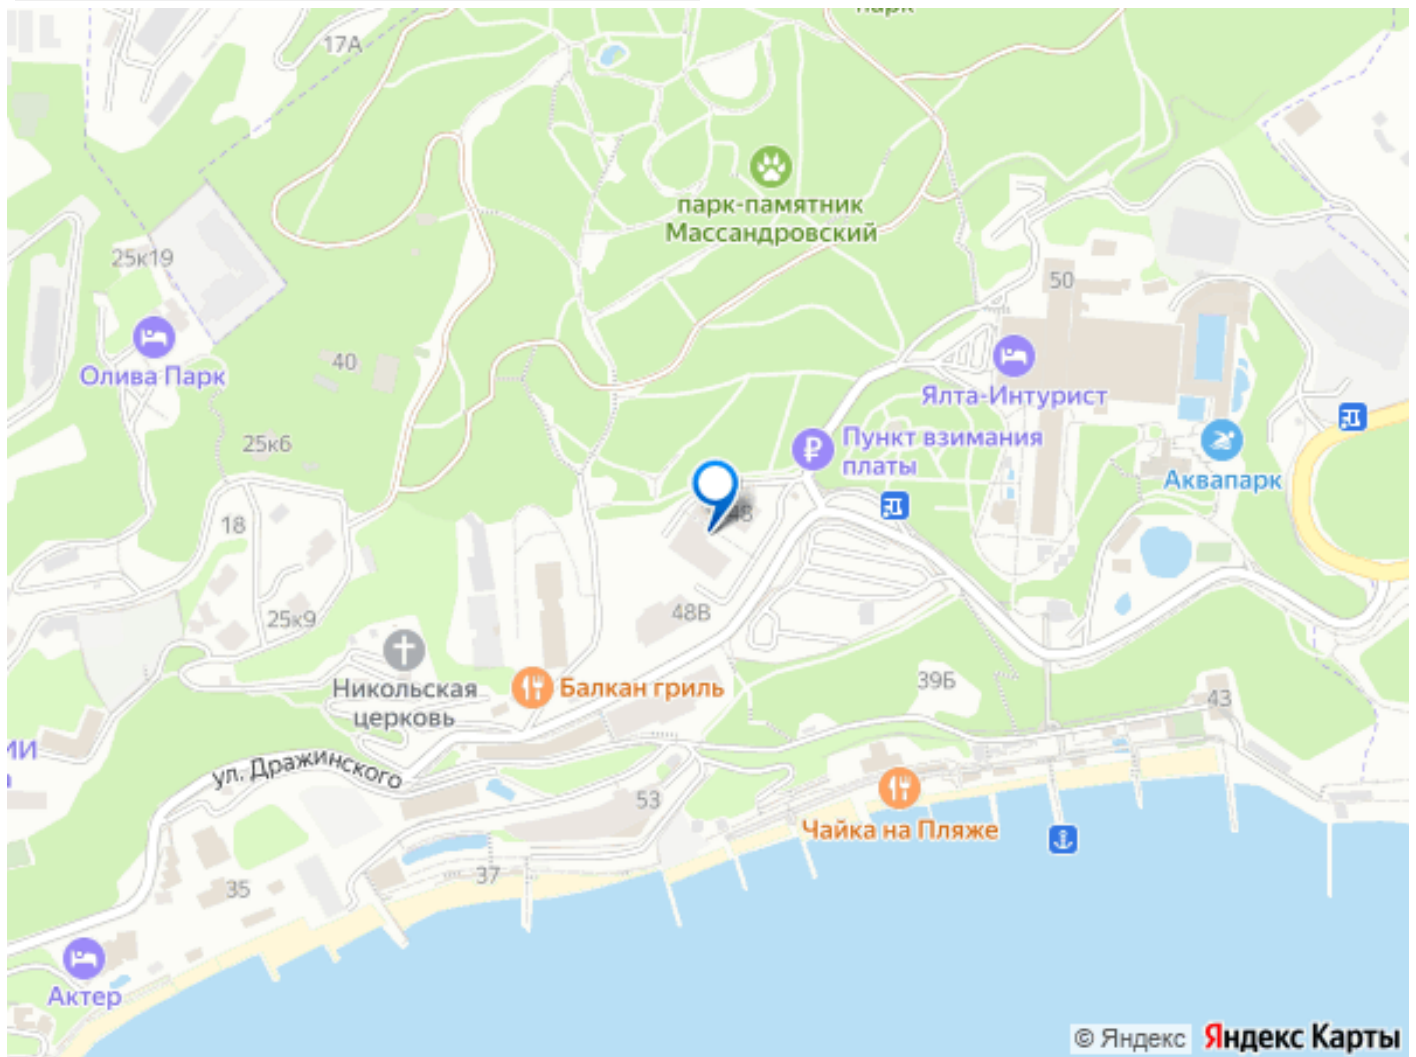 парк
17А
парк-памятник
Массандровский
25к19
50
Олива Парк
40
Ялта-Интурист
25к6
Пункт взимания
платы
Аквапарк
18
48
25к9
48В
Никольская
церковь
Балкан гриль
39Б
43
ул. Дражинского
53
Чайка на Пляже
37
35
Актер
© Яндекс
Яндекс Карты